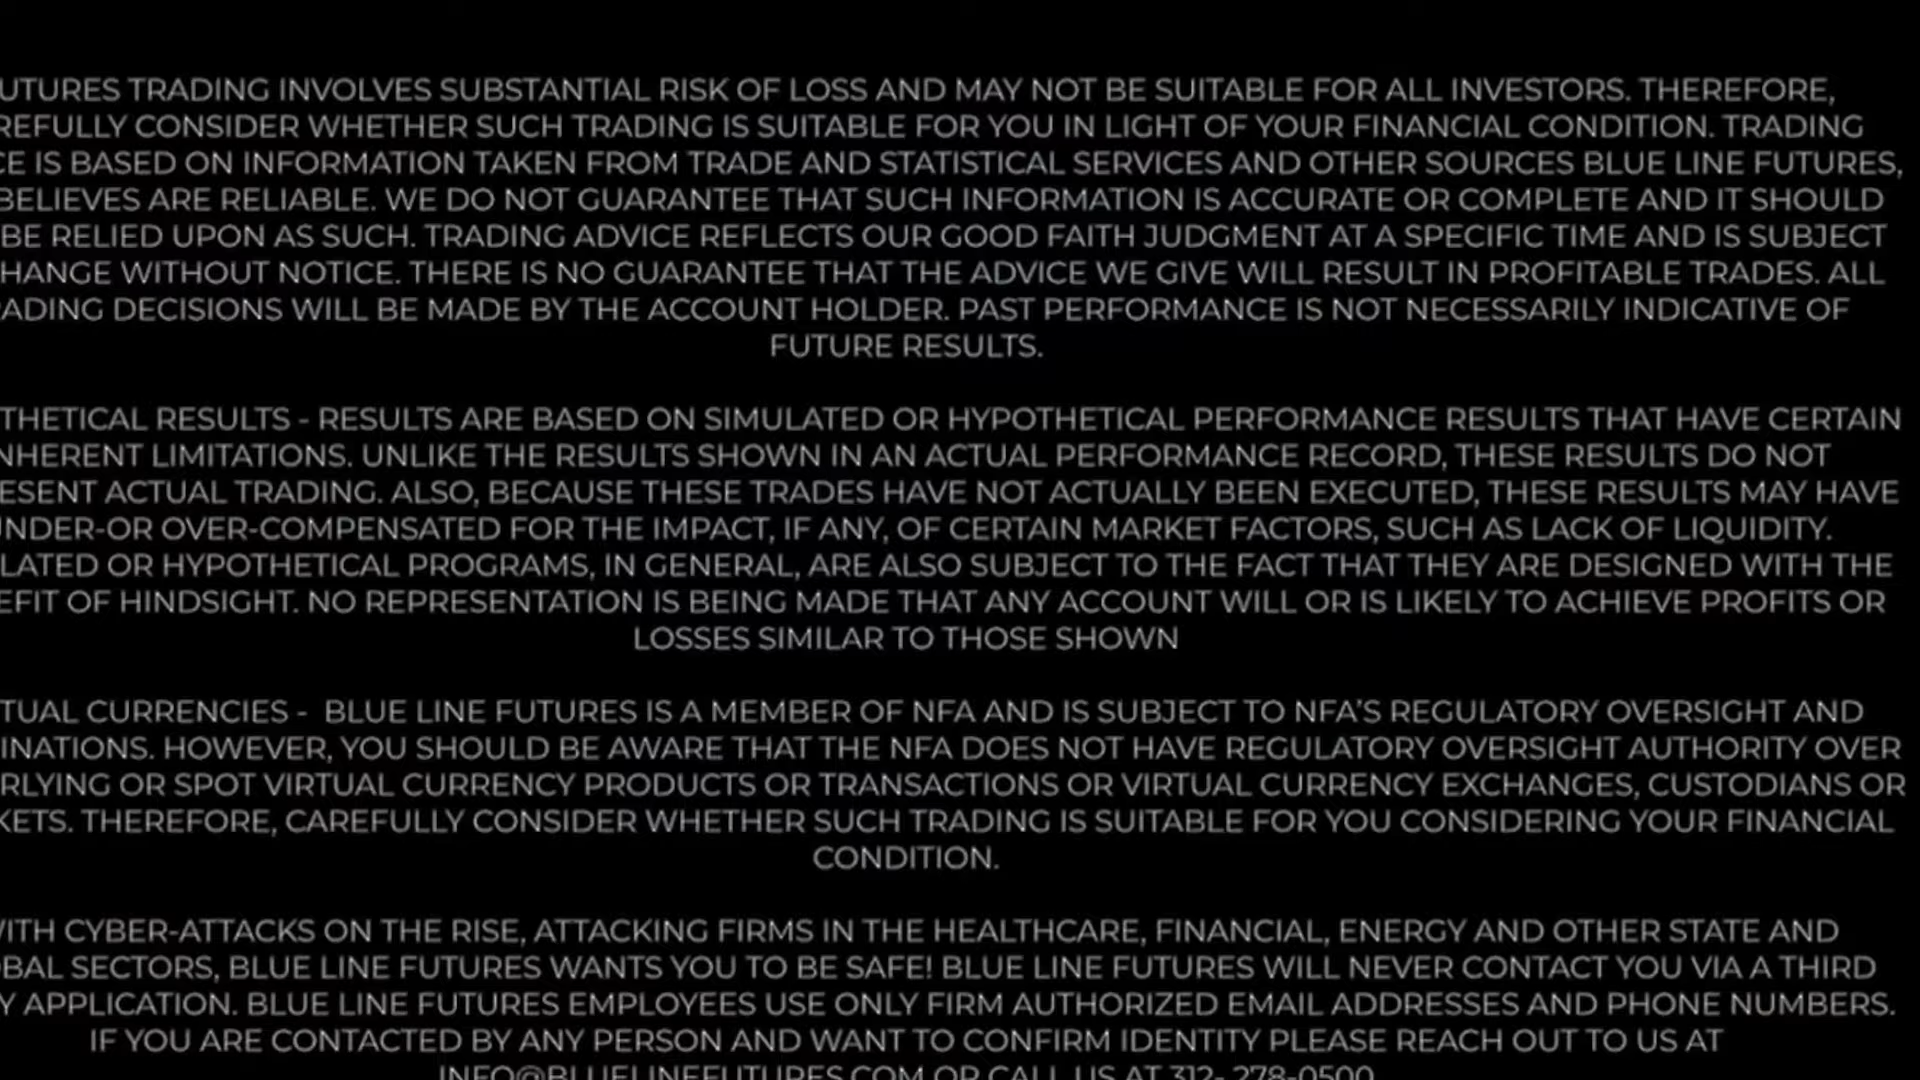 UTURES TRADING INVOLVES SUBSTANTIAL RISK OF LOSS AND MAY NOT BE SUITABLE FOR ALL INVESTORS. THEREFORE,
REFULLY CONSIDER WHETHER SUCH TRADING IS SUITABLE FOR YOU IN LIGHT OF YOUR FINANCIAL CONDITION. TRADING
CE IS BASED ON INFORMATION TAKEN FROM TRADE AND STATISTICAL SERVICES AND OTHER SOURCES BLUE LINE FUTURES,
BELIEVES ARE RELIABLE. WE DO NOT GUARANTEE THAT SUCH INFORMATION IS ACCURATE OR COMPLETE AND IT SHOULD
BE RELIED UPON AS SUCH. TRADING ADVICE REFLECTS OUR GOOD FAITH JUDGMENT AT A SPECIFIC TIME AND IS SUBJECT
HANGE WITHOUT NOTICE. THERE IS NO GUARANTEE THAT THE ADVICE WE GIVE WILL RESULT IN PROFITABLE TRADES. ALL
RADING DECISIONS WILL BE MADE BY THE ACCOUNT HOLDER. PAST PERFORMANCE IS NOT NECESSARILY INDICATIVE OF
FUTURE RESULTS.
THETICAL RESULTS - RESULTS ARE BASED ON SIMULATED OR HYPOTHETICAL PERFORMANCE RESULTS THAT HAVE CERTAIN
NHERENT LIMITATIONS. UNLIKE THE RESULTS SHOWN IN AN ACTUAL PERFORMANCE RECORD, THESE RESULTS DO NOT
ESENT ACTUAL TRADING. ALSO, BECAUSE THESE TRADES HAVE NOT ACTUALLY BEEN EXECUTED, THESE RESULTS MAY HAVE
UNDER-OR OVER-COMPENSATED FOR THE IMPACT, IF ANY, OF CERTAIN MARKET FACTORS, SUCH AS LACK OF LIQUIDITY.
LATED OR HYPOTHETICAL PROGRAMS, IN GENERAL, ARE ALSO SUBJECT TO THE FACT THAT THEY ARE DESIGNED WITH THE
EFIT OF HINDSIGHT. NO REPRESENTATION IS BEING MADE THAT ANY ACCOUNT WILL OR IS LIKELY TO ACHIEVE PROFITS OR
LOSSES SIMILAR TO THOSE SHOWN
TUAL CURRENCIES -  BLUE LINE FUTURES IS A MEMBER OF NFA AND IS SUBJECT TO NFA'S REGULATORY OVERSIGHT AND
INATIONS. HOWEVER, YOU SHOULD BE AWARE THAT THE NFA DOES NOT HAVE REGULATORY OVERSIGHT AUTHORITY OVER
RLYING OR SPOT VIRTUAL CURRENCY PRODUCTS OR TRANSACTIONS OR VIRTUAL CURRENCY EXCHANGES, CUSTODIANS OR
KETS. THEREFORE, CAREFULLY CONSIDER WHETHER SUCH TRADING IS SUITABLE FOR YOU CONSIDERING YOUR FINANCIAL
CONDITION.
WITH CYBER-ATTACKS ON THE RISE, ATTACKING FIRMS IN THE HEALTHCARE, FINANCIAL, ENERGY AND OTHER STATE AND
OBAL SECTORS, BLUE LINE FUTURES WANTS YOU TO BE SAFE! BLUE LINE FUTURES WILL NEVER CONTACT YOU VIA A THIRD
Y APPLICATION. BLUE LINE FUTURES EMPLOYEES USE ONLY FIRM AUTHORIZED EMAIL ADDRESSES AND PHONE NUMBERS.
IF YOU ARE CONTACTED BY ANY PERSON AND WANT TO CONFIRM IDENTITY PLEASE REACH OUT TO US AT
INFO@BLUELINEFUTURES.COM OR CALL US AT 312- 278-0500